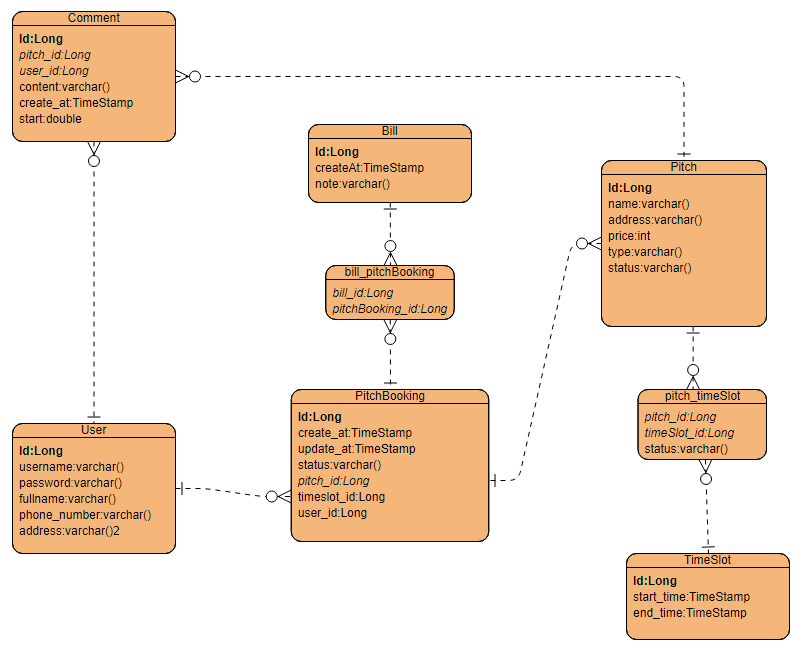 Comment
Id:Long
pitch_id:Long
user_id:Long
content:varchar()
create_at:TimeStamp
start:double
Bill
Id:Long
createAt:TimeStamp
note:varchar()
Pitch
Id:Long
name:varchar()
address:varchar()
price:int
type:varchar()
status:varchar()
bill_pitchBooking
bill_id:Long
pitchBooking_id:Long
PitchBooking
Id:Long
create_at:TimeStamp
update_at:TimeStamp
status:varchar()
pitch_id:Long
timeslot_id:Long
user_id:Long
pitch_timeSlot
pitch_id:Long
timeSlot_id:Long
status:varchar()
User
Id:Long
username:varchar()
password:varchar()
fullname:varchar()
phone_number:varchar()
address:varchar()2
TimeSlot
Id:Long
start_time:TimeStamp
end_time:TimeStamp